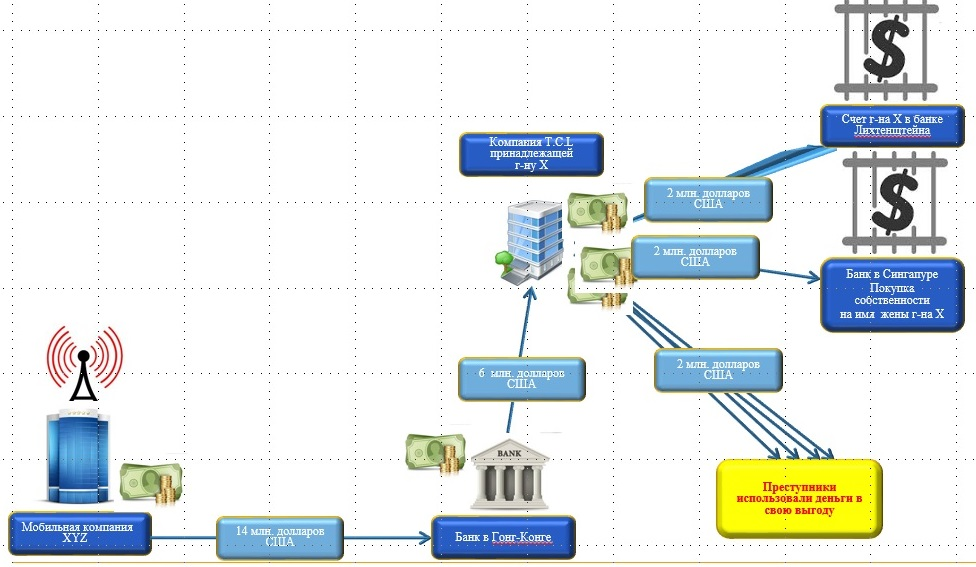 Счет г-на X в банке
Лихтенштейна
Компания T.C.L
принадлежащей
г-ну X
2 млн. долларов
США
2 млн. долларов
США
Банк в Сингапуре
Покупка
собственности
на имя жены г-на X
6 млн. долларов
США
2 млн. долларов
США
BANK
Преступники
использовали деньги в
свою выгоду
Мобильная компания
XYZ
14 млн. долларов
США
Банк в Гонг-Конге